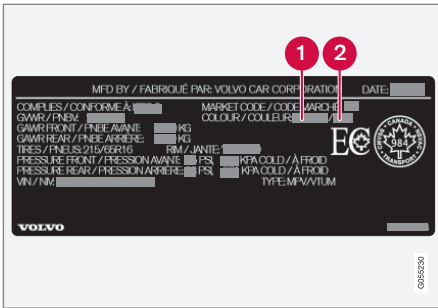 1 2
MFD BY / FABRIQUÉ PAR: VOLVO CAR CORPORATION DATE:
COMPLIES / CONFORME À: MARKET CODE / CODE MARCHÉ:
GVWR / PNBV: COLOUR / COULEUR: /
GAWR FRONT / PNBE AVANT: KG
GAWR REAR / PNBE ARRIÈRE: KG
TIRES / PNEUS: 215/65R16 RIM / JANTE:
PRESSURE FRONT / PRESSION AVANT: PSI, KPA COLD / À FROID
PRESSURE REAR / PRESSION ARRIÈRE: PSI, KPA COLD / À FROID
VIN / NIV: TYPE: MPV/VTUM
EC
CANADA
984
TRANSPORT
VOLVO
G055230